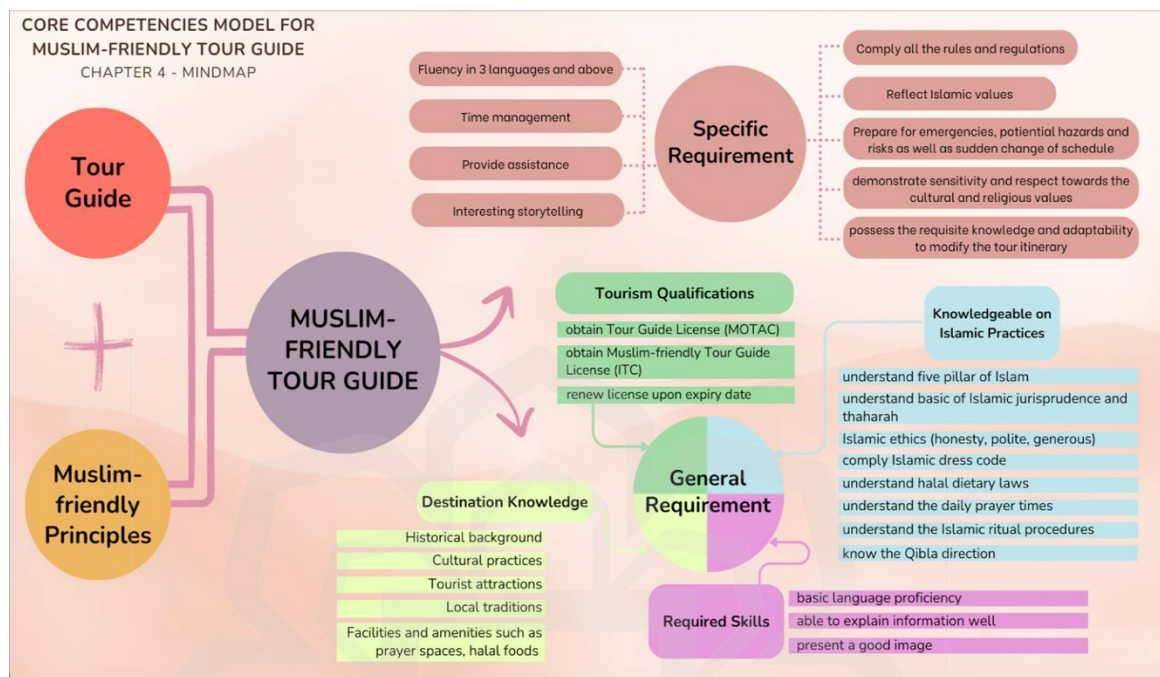 CORE COMPETENCIES MODEL FOR
MUSLIM-FRIENDLY TOUR GUIDE
CHAPTER 4 - MINDMAP
Tour
Guide
Muslim-
friendly
Principles
MUSLIM-
FRIENDLY
TOUR GUIDE
Specific
Requirement
Fluency in 3 languages and above
Time management
Provide assistance
Interesting storytelling
Comply all the rules and regulations
Reflect Islamic values
Prepare for emergencies, potiential hazards and
risks as well as sudden change of schedule
demonstrate sensitivity and respect towards the
cultural and religious values
possess the requisite knowledge and adaptability
to modify the tour itinerary
General
Requirement
Tourism Qualifications
obtain Tour Guide License (MOTAC)
obtain Muslim-friendly Tour Guide
License (ITC)
renew license upon expiry date
Knowledgeable on
Islamic Practices
understand five pillar of Islam
understand basic of Islamic jurisprudence and
thaharah
Islamic ethics (honesty, polite, generous)
comply Islamic dress code
understand halal dietary laws
understand the daily prayer times
understand the Islamic ritual procedures
know the Qibla direction
Destination Knowledge
Historical background
Cultural practices
Tourist attractions
Local traditions
Facilities and amenities such as
prayer spaces, halal foods
Required Skills
basic language proficiency
able to explain information well
present a good image